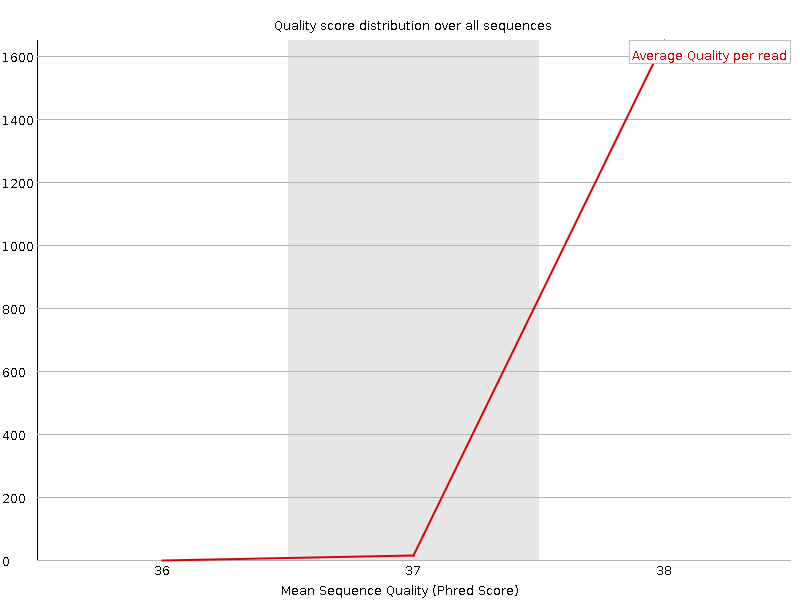 Quality score distribution over all sequences
Average Quality per read
1600
1400
1200
1000
800
600
400
200
0
36 37 38
Mean Sequence Quality (Phred Score)